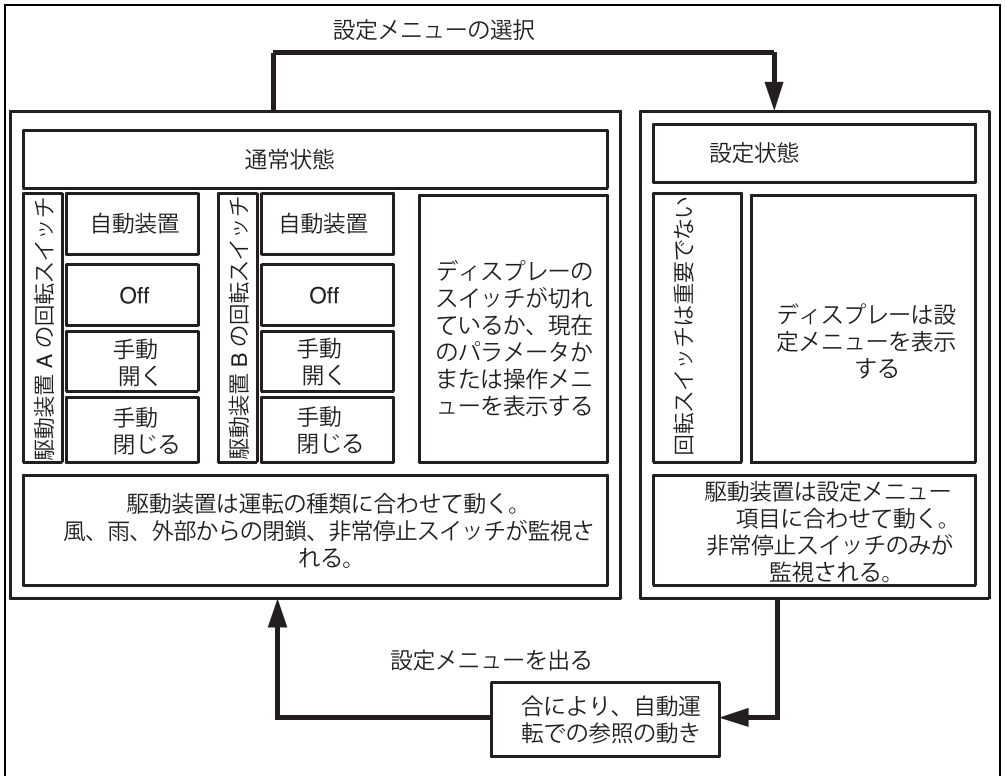 設定メニューの選択
通常状態
駆動装置 A の回転スイッチ
自動装置
Off
手動
開く
手動
閉じる
駆動装置 B の回転スイッチ
自動装置
Off
手動
開く
手動
閉じる
ディスプレーの
スイッチが切れ
ているか、現在
のパラメータか
または操作メニ
ューを表示する
駆動装置は運転の種類に合わせて動く。
風、雨、外部からの閉鎖、非常停止スイッチが監視さ
れる。
設定状態
回転スイッチは重要でない
ディスプレーは設
定メニューを表示
する
駆動装置は設定メニュー
項目に合わせて動く。
非常停止スイッチのみが
監視される。
設定メニューを出る
合により、自動運
転での参照の動き